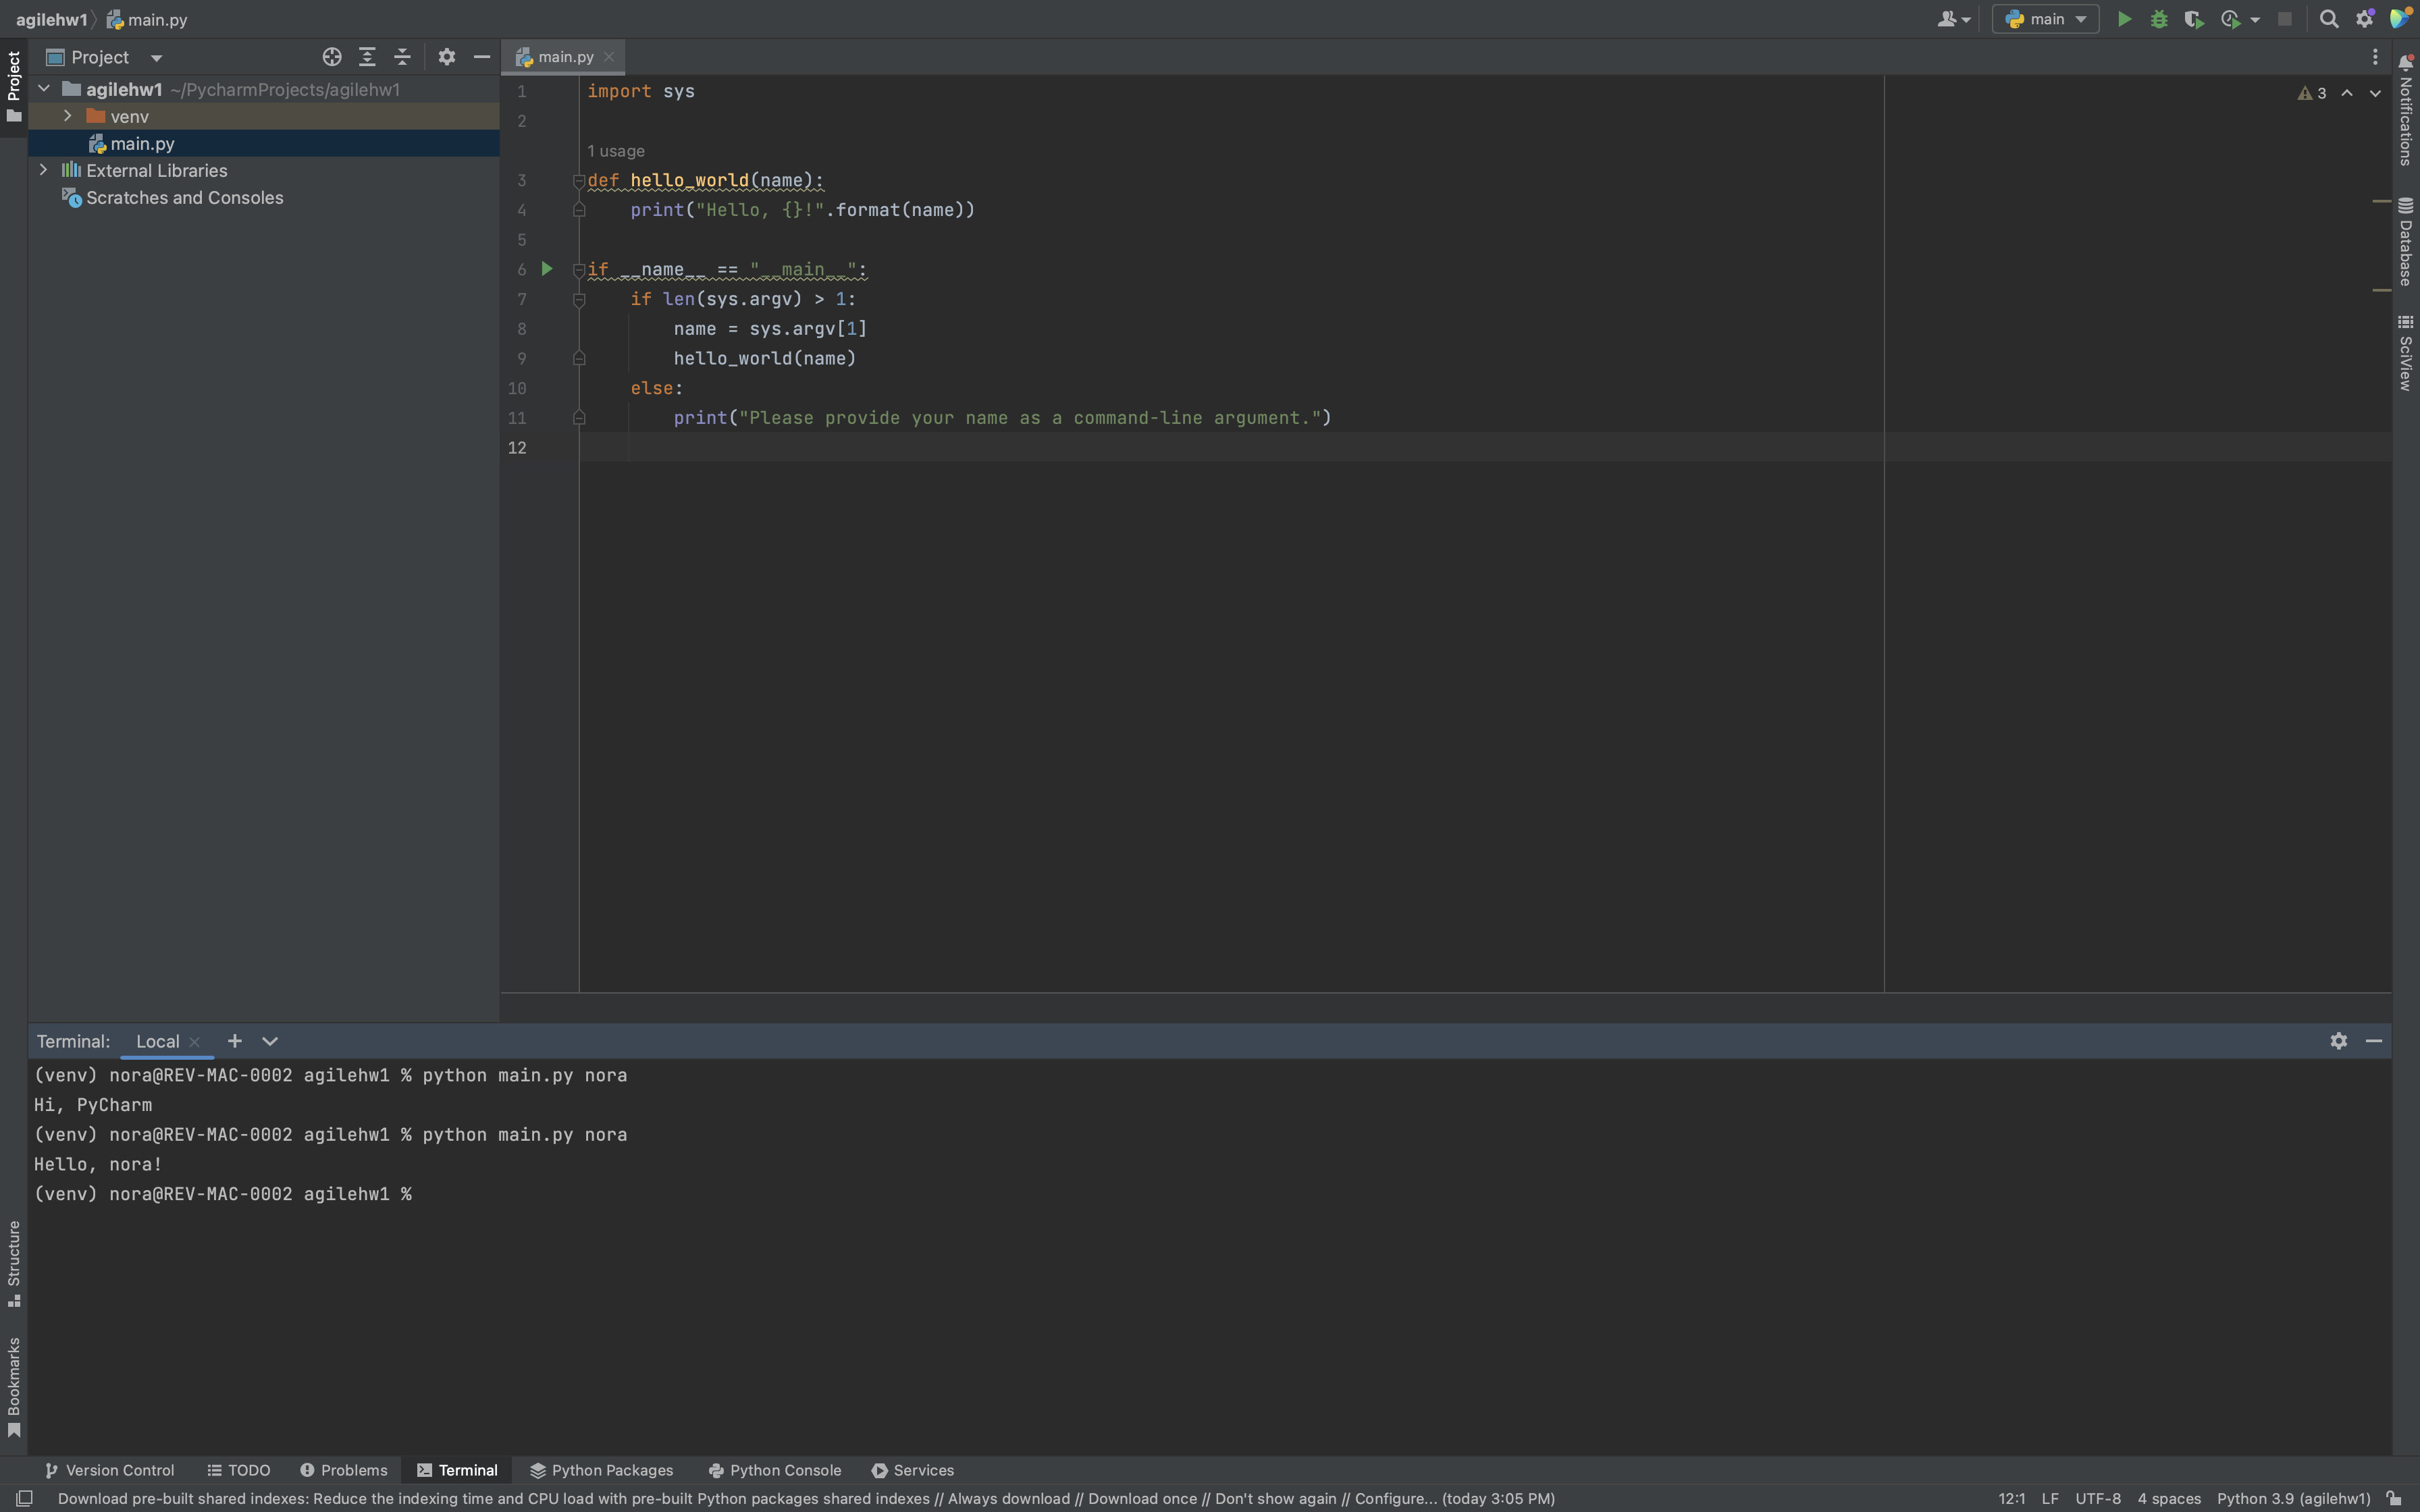 agilehw1 main.py
main
Project
main.py
Project
agilehw1 ~/PycharmProjects/agilehw1
venv
main.py
External Libraries
Scratches and Consoles
3
1 import sys
2
1 usage
3 def hello_world(name):
4 print("Hello, {}!".format(name))
5
6 if __name__ == "__main__":
7 if len(sys.argv) > 1:
8 name = sys.argv[1]
9 hello_world(name)
10 else:
11 print("Please provide your name as a command-line argument.")
12
Notifications
Database
SciView
Terminal: Local
(venv) nora@REV-MAC-0002 agilehw1 % python main.py nora
Hi, PyCharm
(venv) nora@REV-MAC-0002 agilehw1 % python main.py nora
Hello, nora!
(venv) nora@REV-MAC-0002 agilehw1 %
Structure
Bookmarks
Version Control TODO Problems Terminal Python Packages Python Console Services
Download pre-built shared indexes: Reduce the indexing time and CPU load with pre-built Python packages shared indexes // Always download // Download once // Don't show again // Configure... (today 3:05 PM) 12:1 LF UTF-8 4 spaces Python 3.9 (agilehw1)